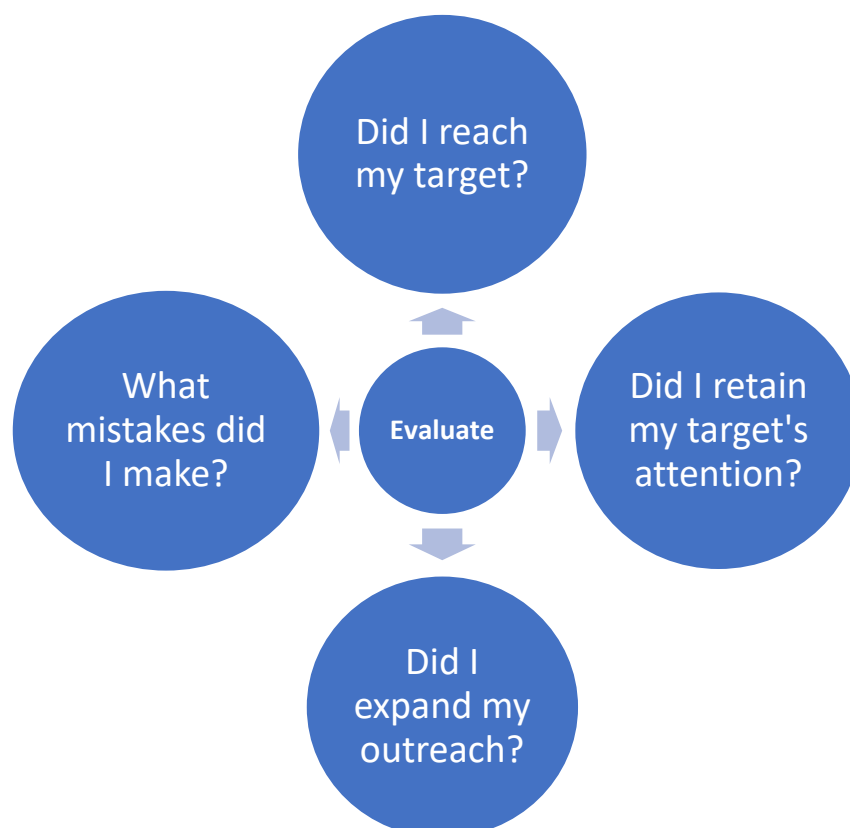 Did I reach
my target?
What
mistakes did
I make?
Evaluate
Did I retain
my target's
attention?
Did I
expand my
outreach?